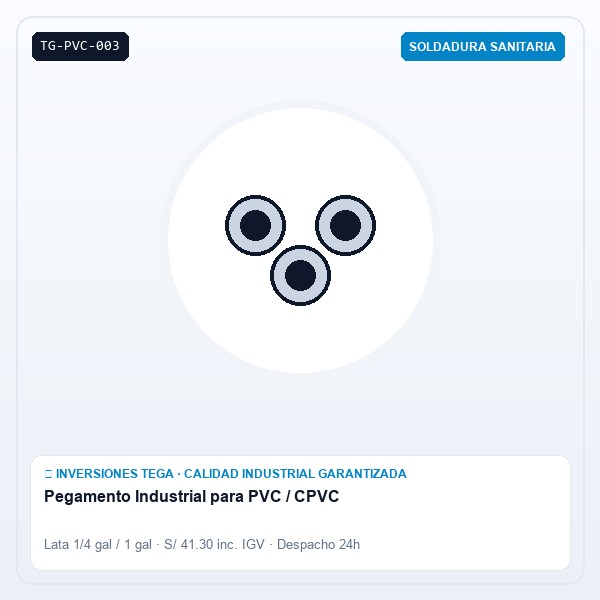 TG-PVC-003
SOLDADURA SANITARIA
INVERSIONES TEGA · CALIDAD INDUSTRIAL GARANTIZADA
Pegamento Industrial para PVC / CPVC
Lata 1/4 gal / 1 gal · S/ 41.30 inc. IGV · Despacho 24h